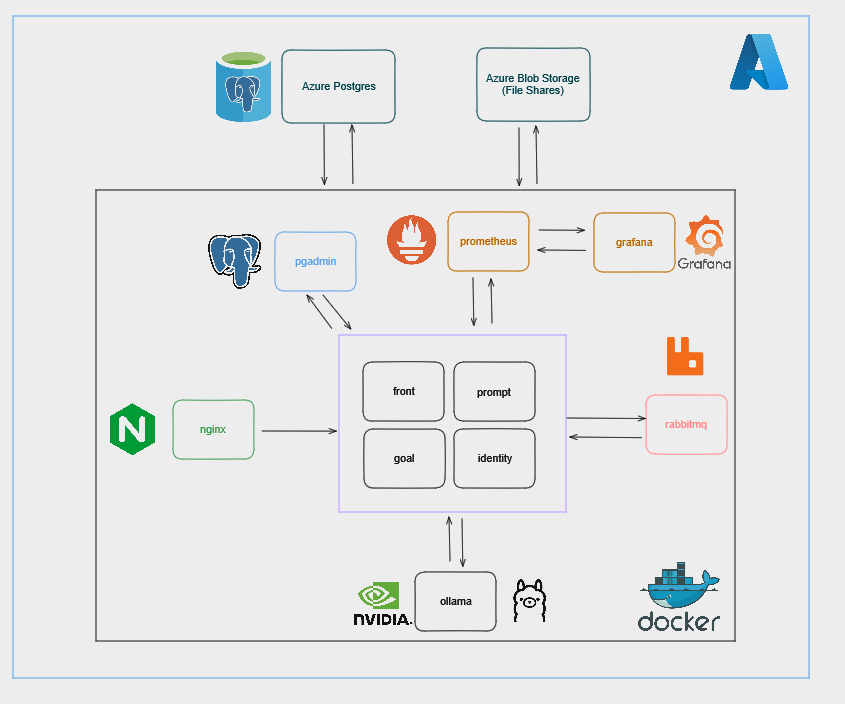 Azure Postgres
Azure Blob Storage
(File Shares)
pgadmin
prometheus
grafana
Grafana
front
prompt
nginx
rabbitmq
goal
identity
ollama
NVIDIA.
docker